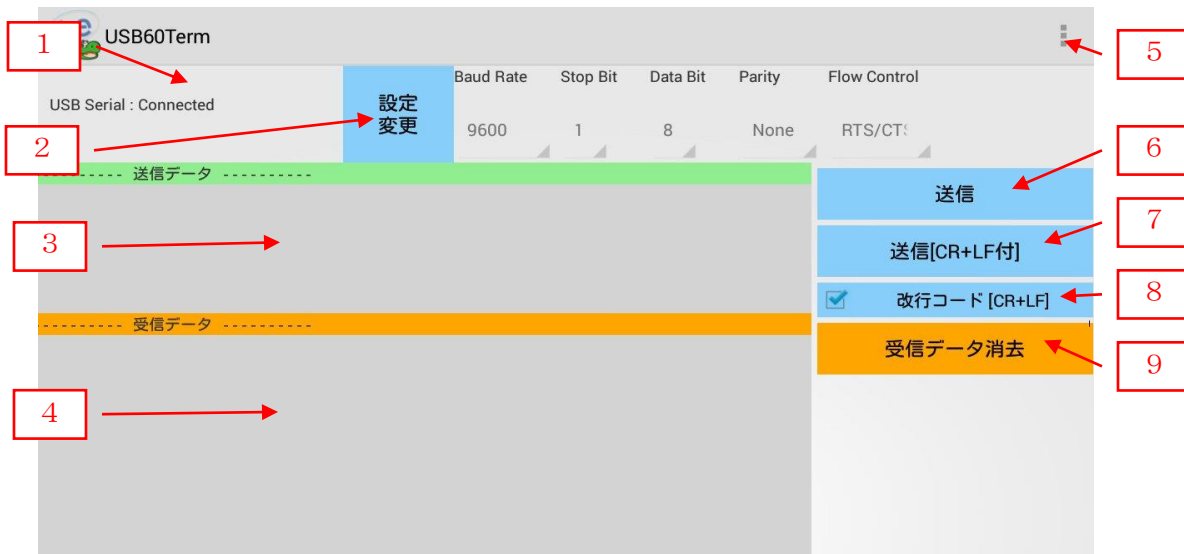 1
USB60Term
5
USB Serial : Connected
設定
変更
Baud Rate Stop Bit Data Bit Parity Flow Control
9600 1 8 None RTS/CTS
2
6
---------- 送信データ ----------
送信
7
3
送信[CR+LF付]
8
改行コード [CR+LF]
---------- 受信データ ----------
受信データ消去
9
4